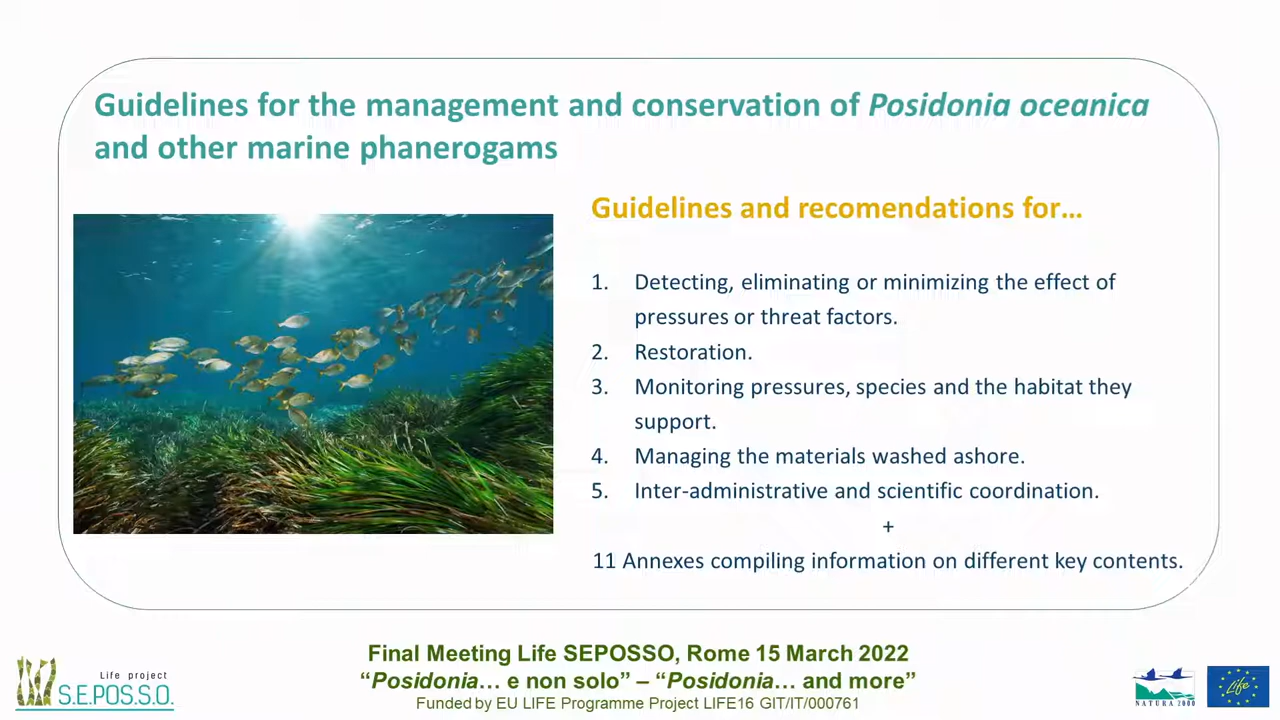 Guidelines for the management and conservation of Posidonia oceanica
and other marine phanerogams
Guidelines and recomendations for…
1. Detecting, eliminating or minimizing the effect of
pressures or threat factors.
2. Restoration.
3. Monitoring pressures, species and the habitat they
support.
4. Managing the materials washed ashore.
5. Inter-administrative and scientific coordination.
+
11 Annexes compiling information on different key contents.
Final Meeting Life SEPOSSO, Rome 15 March 2022
“Posidonia… e non solo” – “Posidonia… and more”
Funded by EU LIFE Programme Project LIFE16 GIT/IT/000761
Life project
S.E.POS.S.O.
NATURA 2000
Life